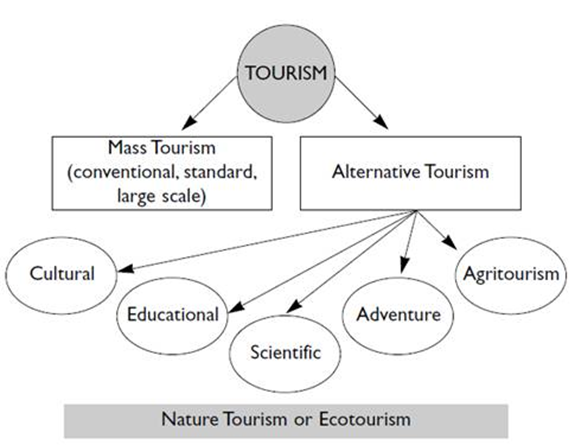 TOURISM
Mass Tourism
(conventional, standard,
large scale)
Alternative Tourism
Cultural
Educational
Scientific
Adventure
Agritourism
Nature Tourism or Ecotourism